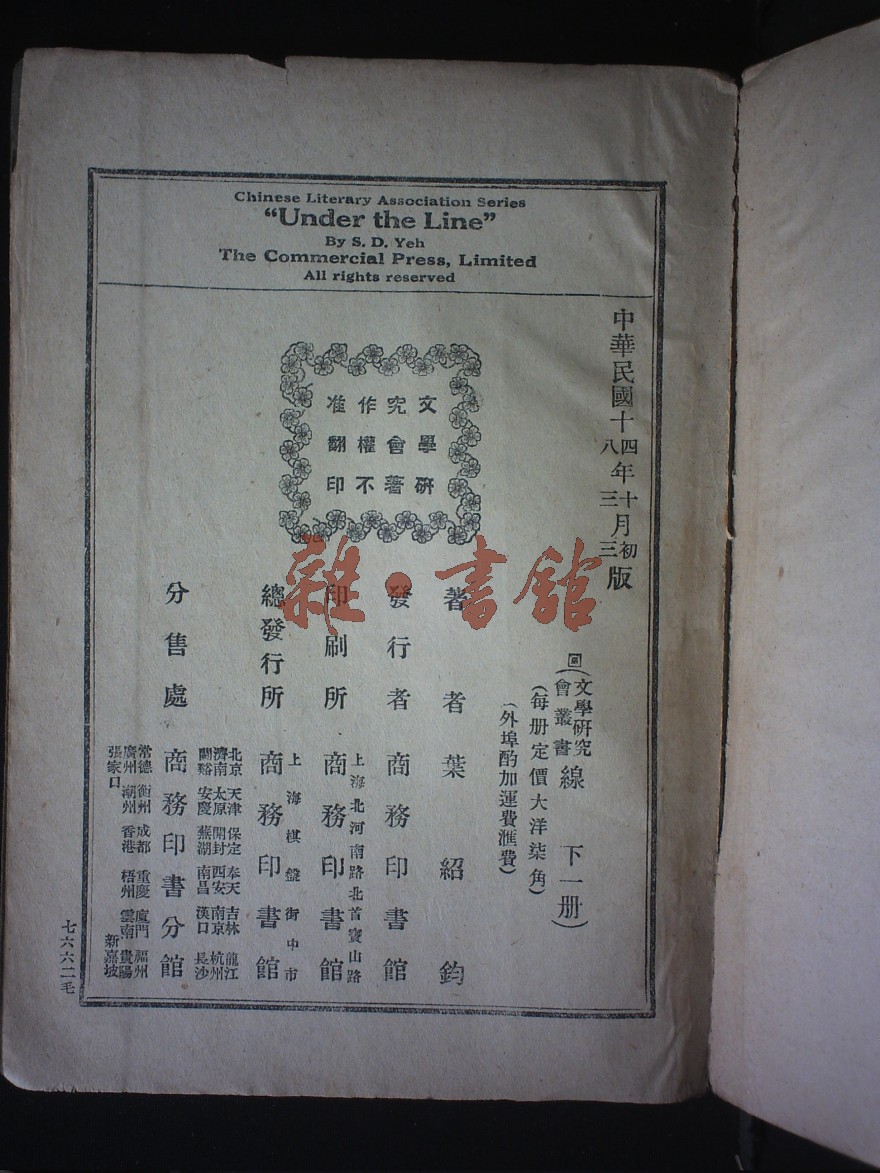 Chinese Literary Association Series
“Under the Line”
By S. D. Yeh
The Commercial Press, Limited
All rights reserved
中華民國十四年十月初版
八三三
文學研
究會著
作權不
准翻印
文學研究
會叢書
線下一册)
(每册定價大洋柒角)
(外埠酌加運費滙費)
著者葉紹鈞
發行者商務印書館
上海北河南路北首寶山路
印刷所商務印書館
上海棋盤街中市
總發行所商務印書館
北京 天津 保定 奉天 吉林 龍江
濟南 太原 開封 西安 南京 杭州
蘭谿 安慶 蕪湖 南昌 漢口 長沙
分售處商務印書分館
常德 衡州 成都 重慶 廈門 福州
廣州 潮州 香港 梧州 雲南 貴陽
張家口 新嘉坡
七六六二毛
雜·書館